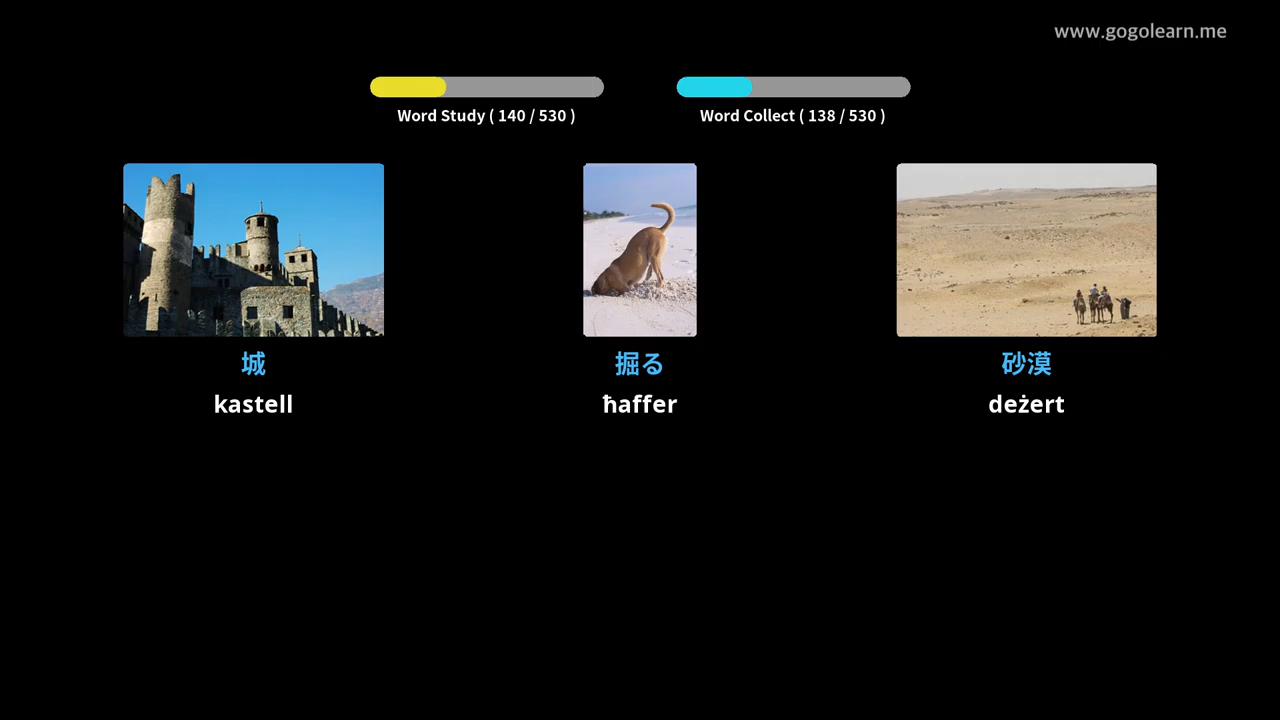 www.gogolearn.me
Word Study ( 140 / 530 )
Word Collect ( 138 / 530 )
城
掘る
砂漠
kastell
ħaffer
deżert